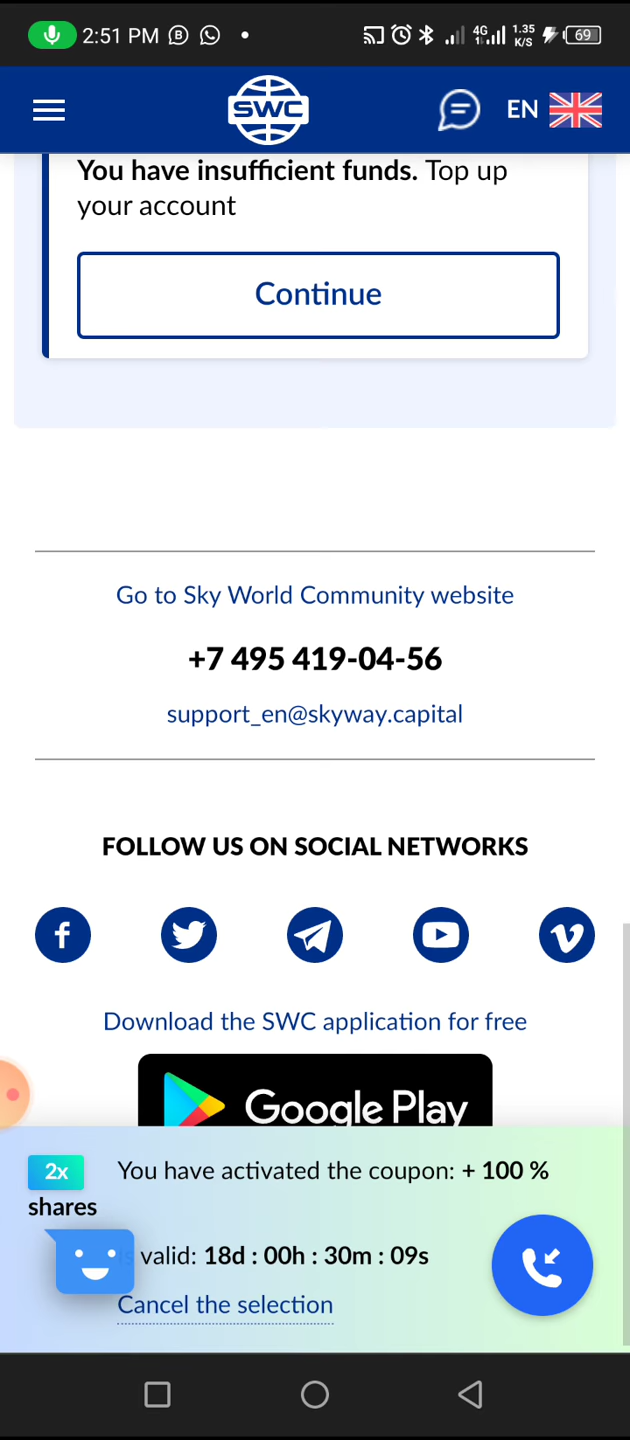 2:51 PM
4G
1.35
K/S
69
SWC
EN
You have insufficient funds. Top up
your account
Continue
Go to Sky World Community website
+7 495 419-04-56
support_en@skyway.capital
FOLLOW US ON SOCIAL NETWORKS
Download the SWC application for free
Google Play
2x
shares
You have activated the coupon: + 100 %
valid: 18d : 00h : 30m : 09s
Cancel the selection